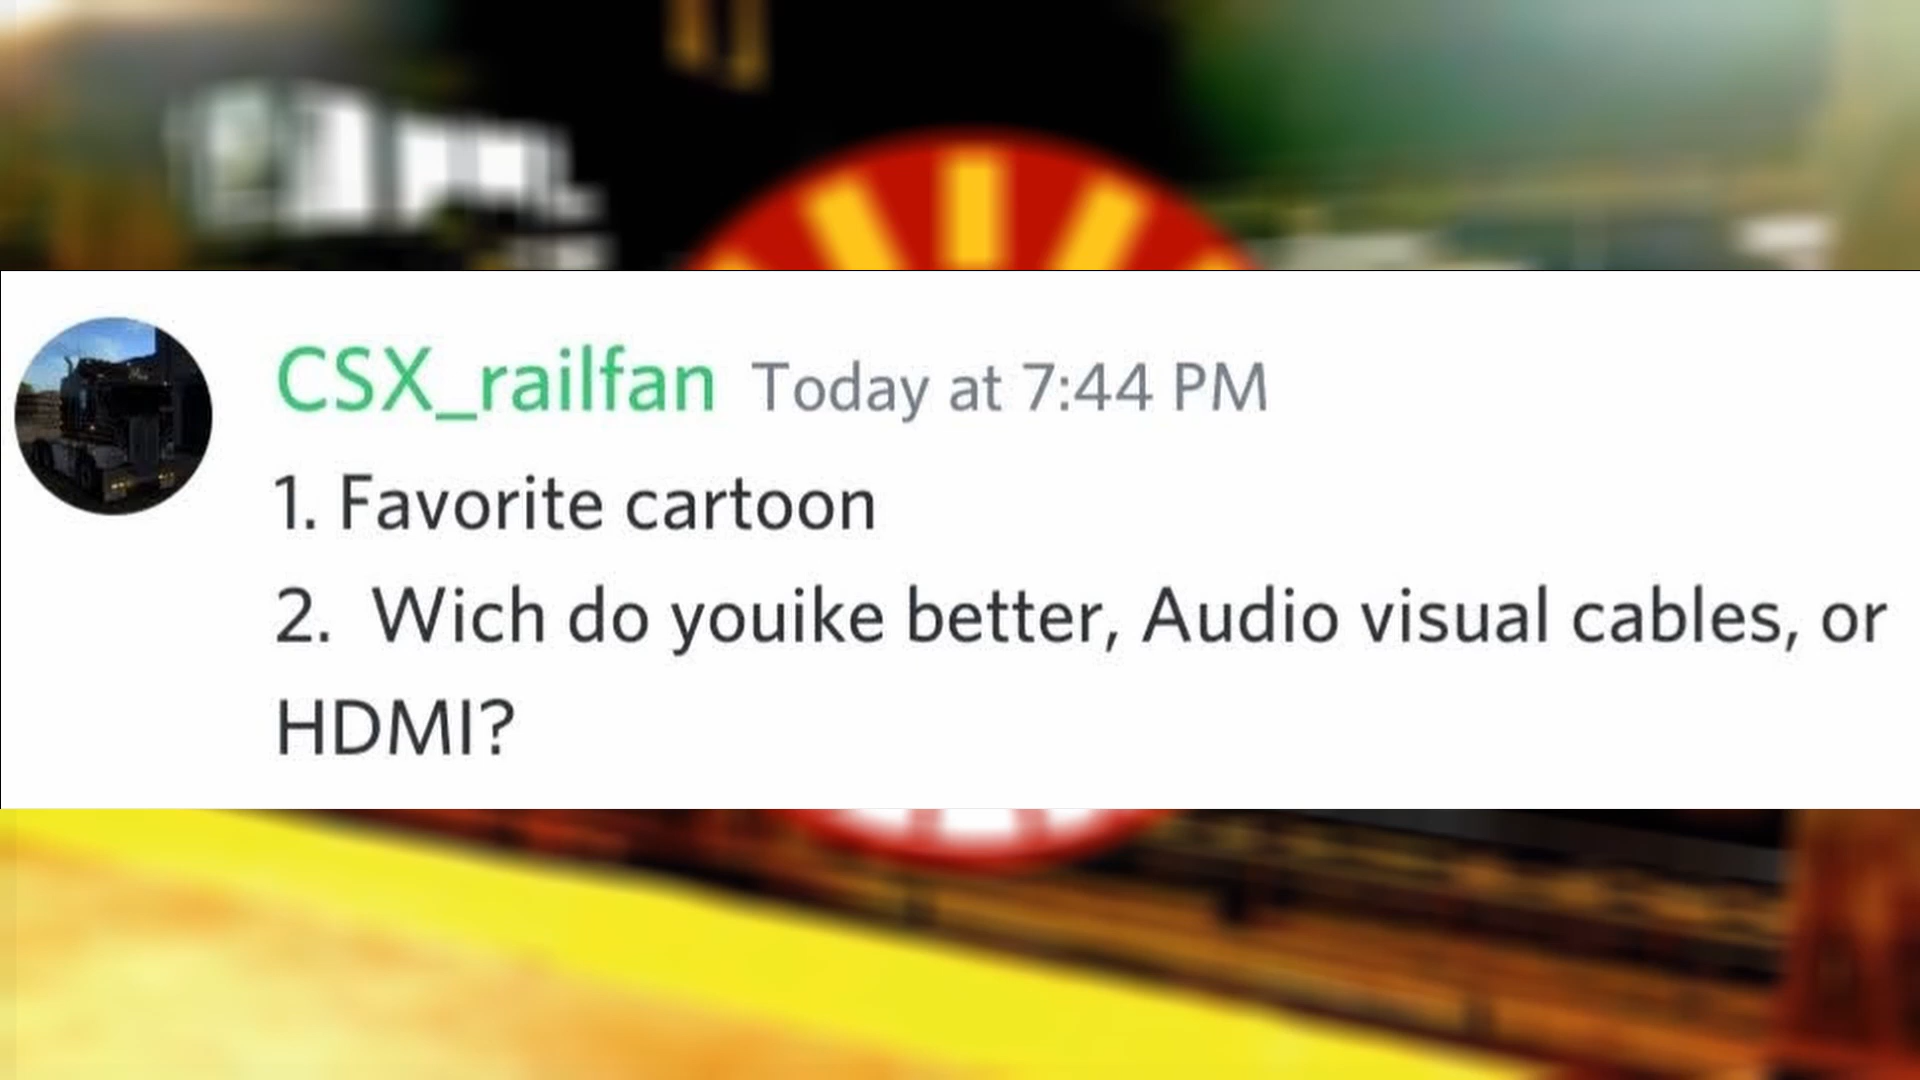 CSX_railfan Today at 7:44 PM
1. Favorite cartoon
2.  Wich do youike better, Audio visual cables, or
HDMI?